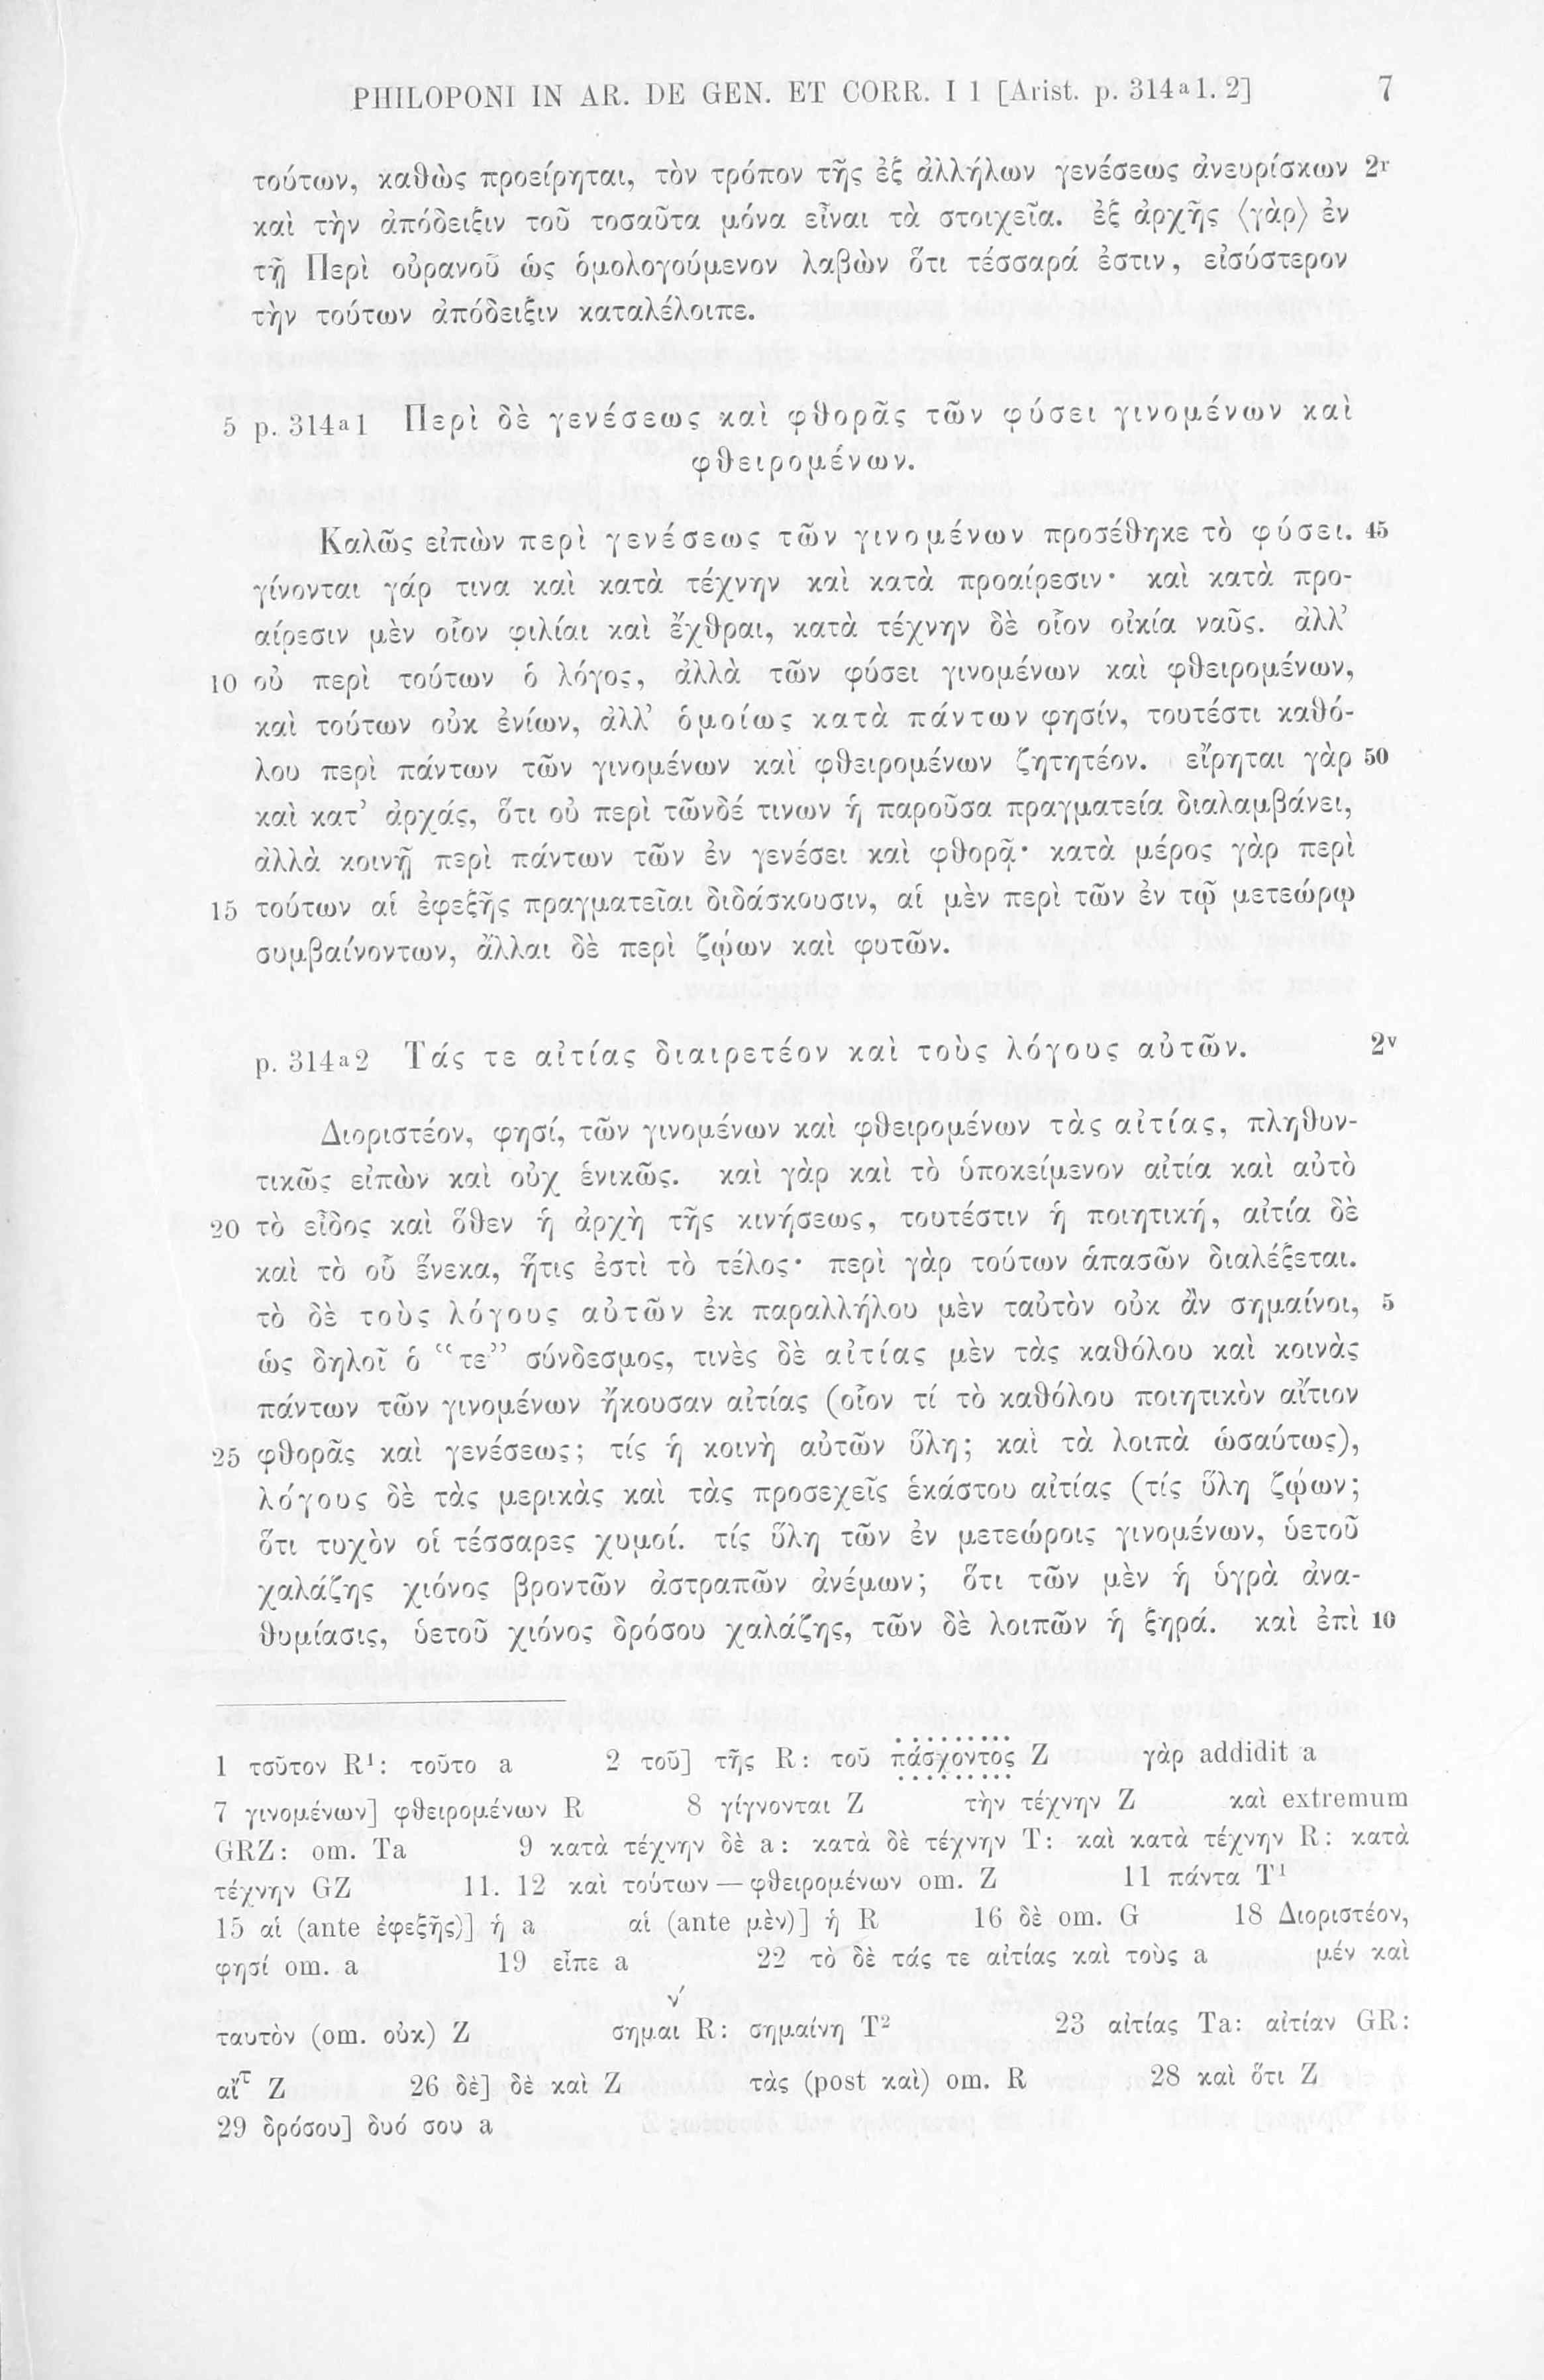 PHILOPONI IN AR. DE GEN. ET CORR. I 1 [Arist. p. 314ᵃ1. 2] 7
τούτων, καθὼς προείρηται, τὸν τρόπον τῆς ἐξ ἀλλήλων γενέσεως ἀνευρίσκων 2ʳ
καὶ τὴν ἀπόδειξιν τοῦ τοσαῦτα μόνα εἶναι τὰ στοιχεῖα. ἐξ ἀρχῆς ⟨γὰρ⟩ ἐν
τῇ Περὶ οὐρανοῦ ὡς ὁμολογούμενον λαβὼν ὅτι τέσσαρά ἐστιν, εἰσύστερον
τὴν τούτων ἀπόδειξιν καταλέλοιπε.
5 p. 314ᵃ1 Περὶ δὲ γενέσεως καὶ φθορᾶς τῶν φύσει γινομένων καὶ
φθειρομένων.
Καλῶς εἰπὼν περὶ γενέσεως τῶν γινομένων προσέθηκε τὸ φύσει. 45
γίνονται γάρ τινα καὶ κατὰ τέχνην καὶ κατὰ προαίρεσιν· καὶ κατὰ προ-
αίρεσιν μὲν οἷον φιλίαι καὶ ἔχθραι, κατὰ τέχνην δὲ οἷον οἰκία ναῦς. ἀλλ’
10 οὐ περὶ τούτων ὁ λόγος, ἀλλὰ τῶν φύσει γινομένων καὶ φθειρομένων,
καὶ τούτων οὐκ ἐνίων, ἀλλ’ ὁμοίως κατὰ πάντων φησίν, τουτέστι καθό-
λου περὶ πάντων τῶν γινομένων καὶ φθειρομένων ζητητέον. εἴρηται γὰρ 50
καὶ κατ’ ἀρχάς, ὅτι οὐ περὶ τῶνδέ τινων ἡ παροῦσα πραγματεία διαλαμβάνει,
ἀλλὰ κοινῇ περὶ πάντων τῶν ἐν γενέσει καὶ φθορᾷ· κατὰ μέρος γὰρ περὶ
15 τούτων αἱ ἐφεξῆς πραγματεῖαι διδάσκουσιν, αἱ μὲν περὶ τῶν ἐν τῷ μετεώρῳ
συμβαίνοντων, ἄλλαι δὲ περὶ ζῴων καὶ φυτῶν.
p. 314ᵃ2 Τάς τε αἰτίας διαιρετέον καὶ τοὺς λόγους αὐτῶν. 2ᵛ
Διοριστέον, φησί, τῶν γινομένων καὶ φθειρομένων τὰς αἰτίας, πληθυν-
τικῶς εἰπὼν καὶ οὐχ ἑνικῶς. καὶ γὰρ καὶ τὸ ὑποκείμενον αἰτία καὶ αὐτὸ
20 τὸ εἶδος καὶ ὅθεν ἡ ἀρχὴ τῆς κινήσεως, τουτέστιν ἡ ποιητική, αἰτία δὲ
καὶ τὸ οὗ ἕνεκα, ἥτις ἐστὶ τὸ τέλος· περὶ γὰρ τούτων ἁπασῶν διαλέξεται.
τὸ δὲ τοὺς λόγους αὐτῶν ἐκ παραλλήλου μὲν ταὐτὸν οὐκ ἂν σημαίνοι, 5
ὡς δηλοῖ ὁ “τε” σύνδεσμος, τινὲς δὲ αἰτίας μὲν τὰς καθόλου καὶ κοινὰς
πάντων τῶν γινομένων ἤκουσαν αἰτίας (οἷον τί τὸ καθόλου ποιητικὸν αἴτιον
25 φθορᾶς καὶ γενέσεως; τίς ἡ κοινὴ αὐτῶν ὕλη; καὶ τὰ λοιπὰ ὡσαύτως),
λόγους δὲ τὰς μερικὰς καὶ τὰς προσεχεῖς ἑκάστου αἰτίας (τίς ὕλη ζῴων;
ὅτι τυχὸν οἱ τέσσαρες χυμοί. τίς ὕλη τῶν ἐν μετεώροις γινομένων, ὑετοῦ
χαλάζης χιόνος βροντῶν ἀστραπῶν ἀνέμων; ὅτι τῶν μὲν ἡ ὑγρὰ ἀνα-
θυμίασις, ὑετοῦ χιόνος δρόσου χαλάζης, τῶν δὲ λοιπῶν ἡ ξηρά. καὶ ἐπὶ 10
1 τοῦτον R¹: τοῦτο a 2 τοῦ] τῆς R: τοῦ πάσχοντος Z γὰρ addidit a
7 γινομένων] φθειρομένων R 8 γίγνονται Z τὴν τέχνην Z καὶ extremum
GRZ: om. Ta 9 κατὰ τέχνην δὲ a: κατὰ δὲ τέχνην T: καὶ κατὰ τέχνην R: κατὰ
τέχνην GZ 11. 12 καὶ τούτων — φθειρομένων om. Z 11 πάντα T¹
15 αἱ (ante ἐφεξῆς)] ἡ a αἱ (ante μὲν)] ἡ R 16 δὲ om. G 18 Διοριστέον,
φησί om. a 19 εἶπε a 22 τὸ δὲ τάς τε αἰτίας καὶ τοὺς a μέν καὶ
ταυτὸν (om. οὐκ) Z σημαι R: σημαίνη T² 23 αἰτίας Ta: αἰτίαν GR:
αἴᵀ Z 26 δὲ] δὲ καὶ Z τὰς (post καὶ) om. R 28 καὶ ὅτι Z
29 δρόσου] δυό σου a